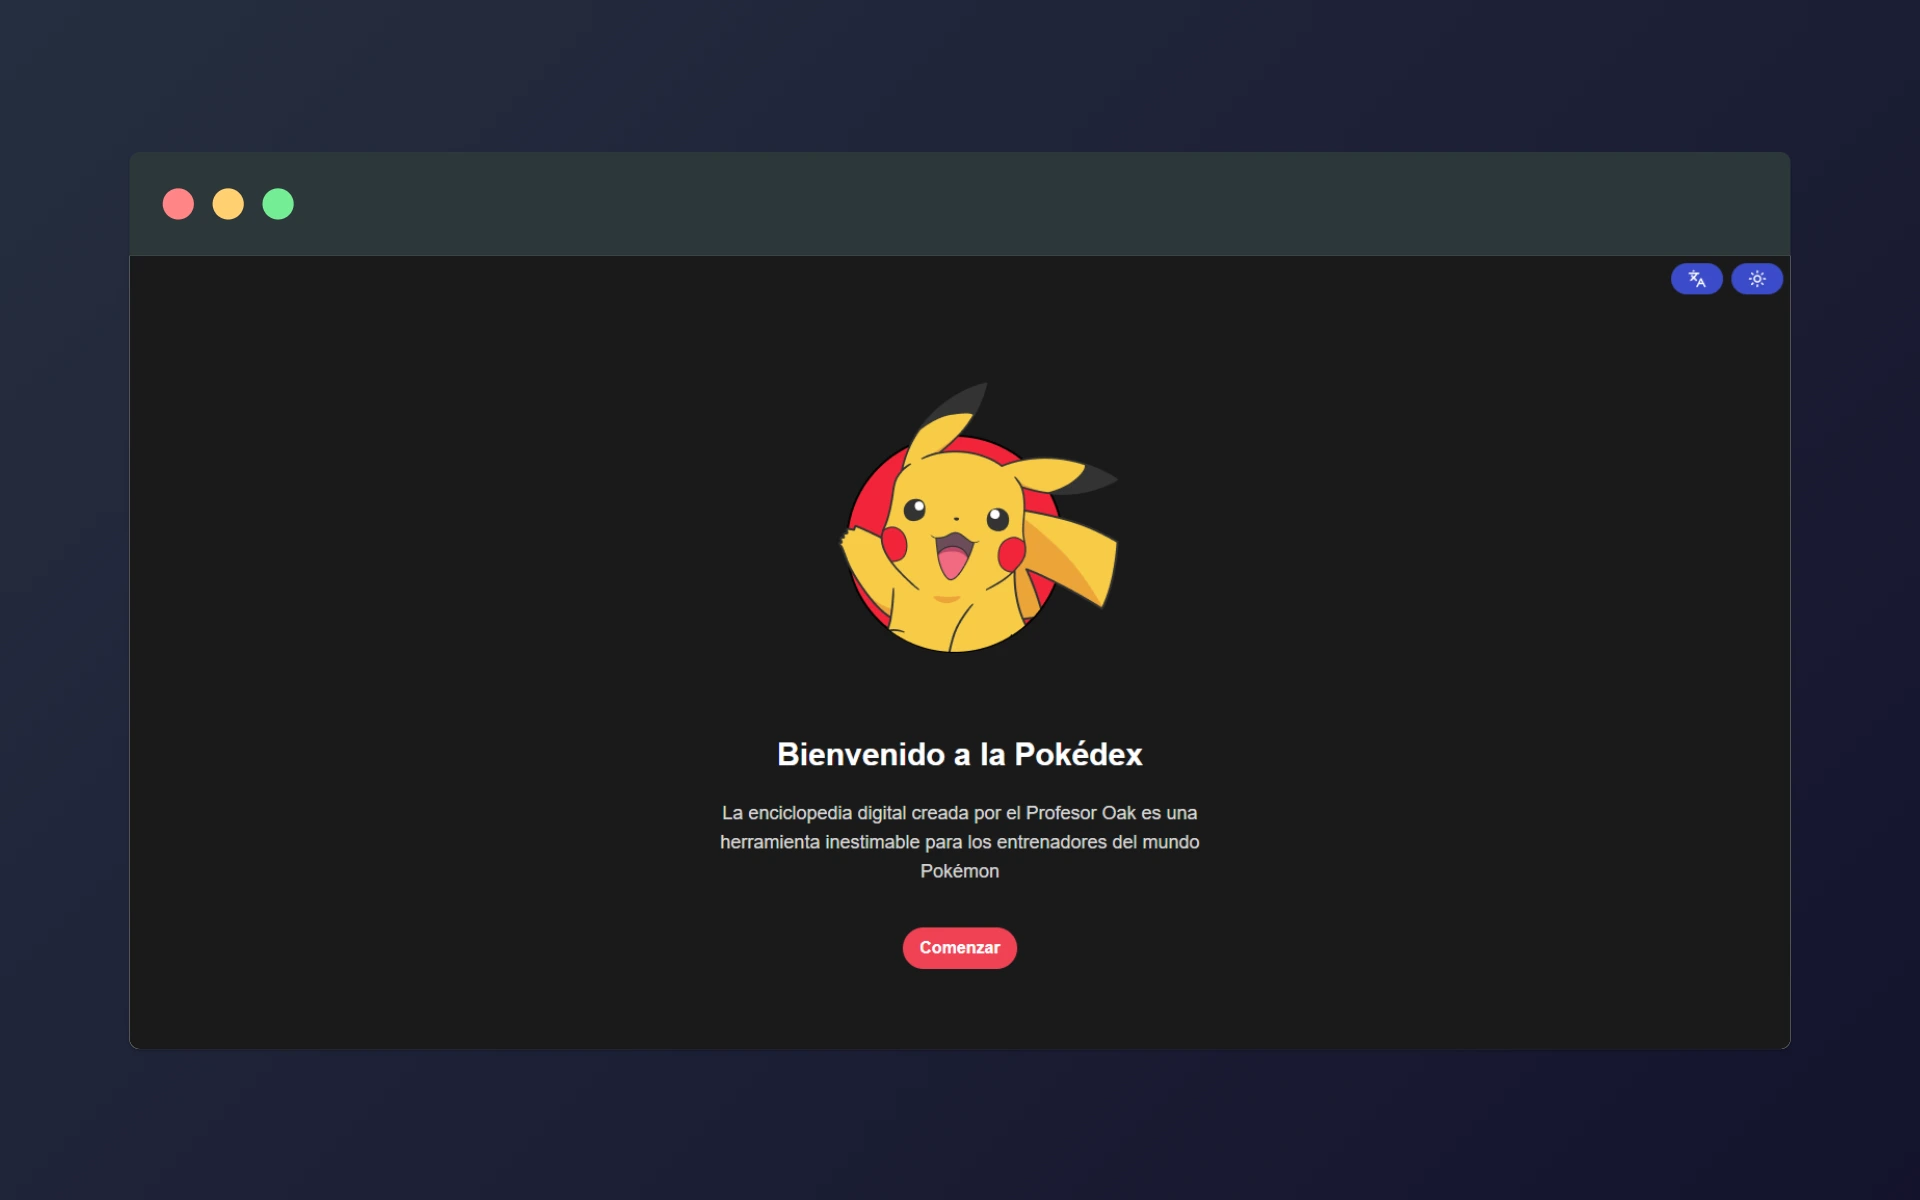 Bienvenido a la Pokédex
La enciclopedia digital creada por el Profesor Oak es una
herramienta inestimable para los entrenadores del mundo
Pokémon
Comenzar